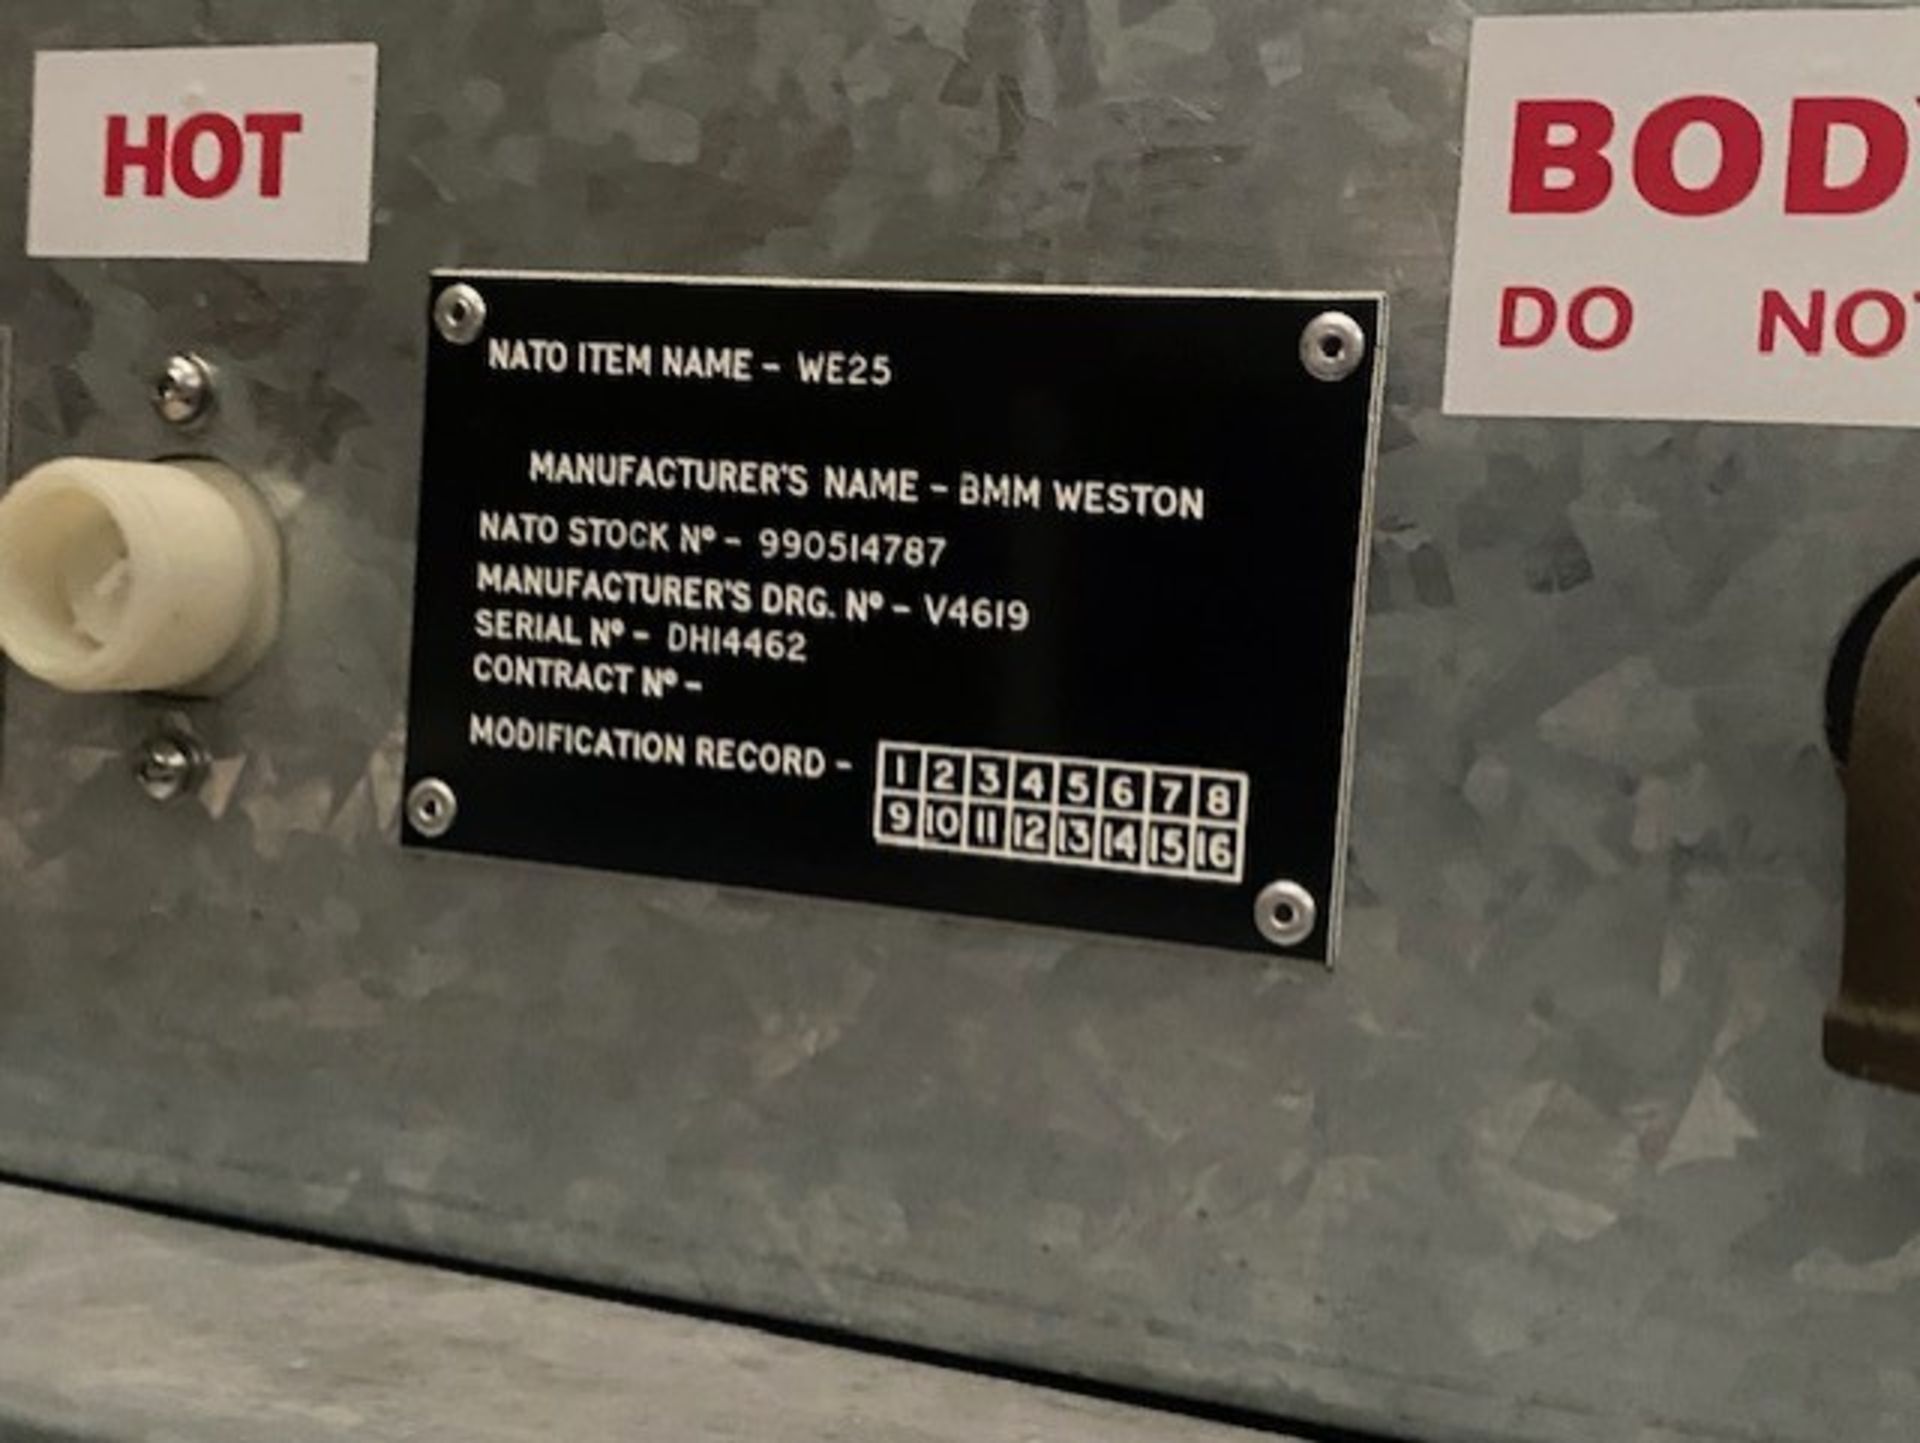 HOT
BOD
DO NOT
NATO ITEM NAME - WE25
MANUFACTURER'S NAME - BMM WESTON
NATO STOCK Nº - 990514787
MANUFACTURER'S DRG. Nº - V4619
SERIAL Nº - DH14462
CONTRACT Nº -
MODIFICATION RECORD -
1 2 3 4 5 6 7 8
9 10 11 12 13 14 15 16